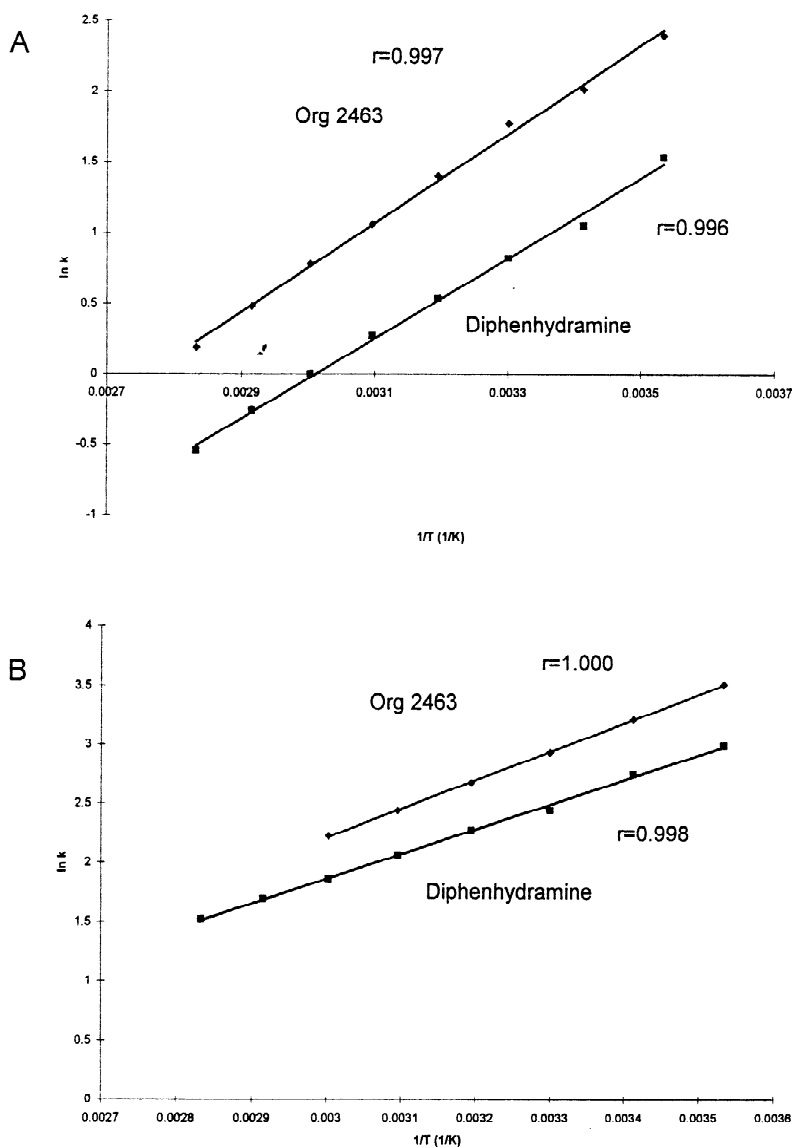 A
r=0.997
Org 2463
r=0.996
Diphenhydramine
ln k
2.5
2
1.5
1
0.5
0
-0.5
-1
0.0027 0.0029 0.0031 0.0033 0.0035 0.0037
1/T (1/K)
B
r=1.000
Org 2463
r=0.998
Diphenhydramine
ln k
4
3.5
3
2.5
2
1.5
1
0.5
0
0.0027 0.0028 0.0029 0.003 0.0031 0.0032 0.0033 0.0034 0.0035 0.0036
1/T (1/K)